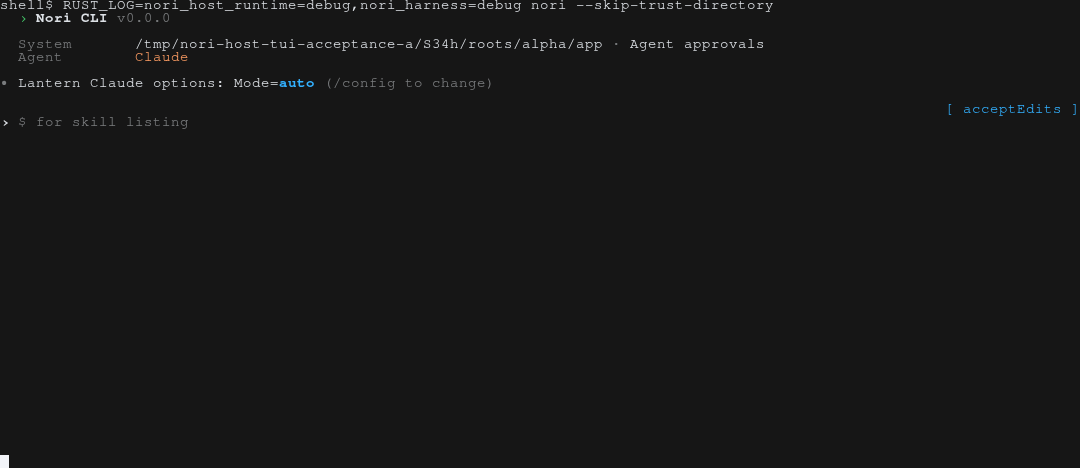 shell$ RUST_LOG=nori_host_runtime=debug,nori_harness=debug nori --skip-trust-directory
› Nori CLI v0.0.0
System /tmp/nori-host-tui-acceptance-a/S34h/roots/alpha/app · Agent approvals
Agent Claude
• Lantern Claude options: Mode=auto (/config to change)
[ acceptEdits ]
› $ for skill listing